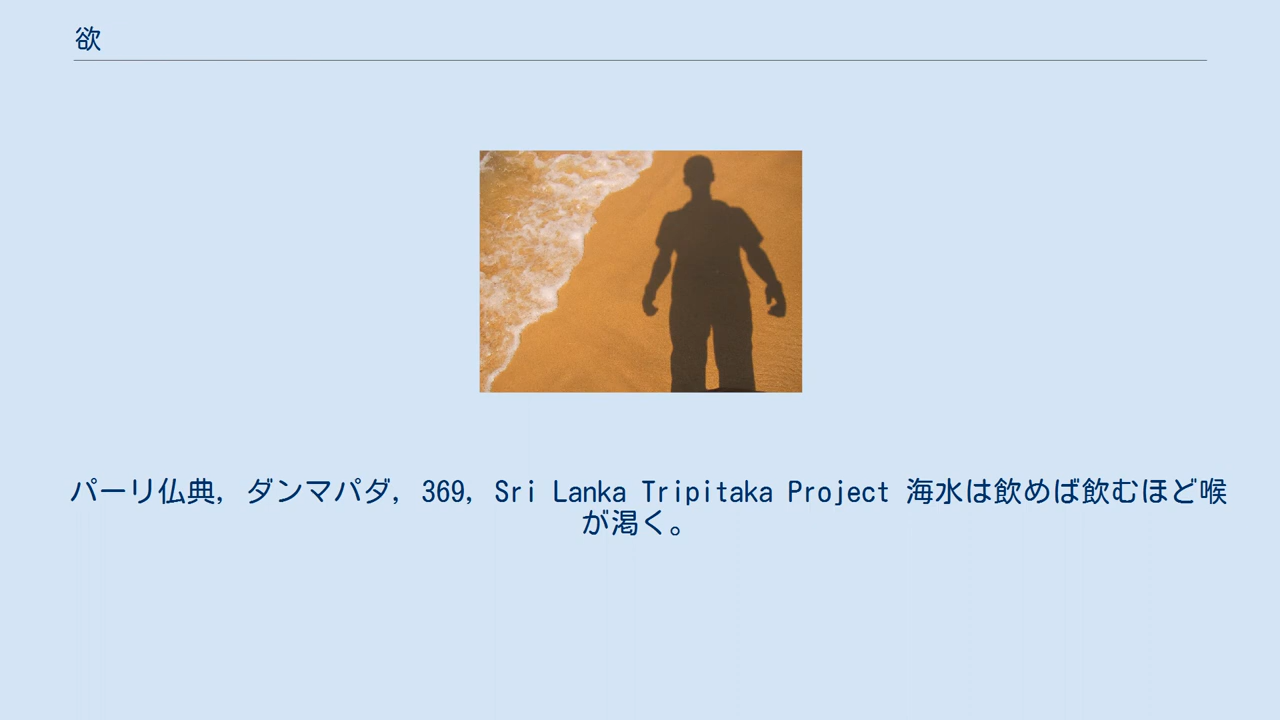 欲
パーリ仏典, ダンマパダ, 369, Sri Lanka Tripitaka Project 海水は飲めば飲むほど喉
が渇く。